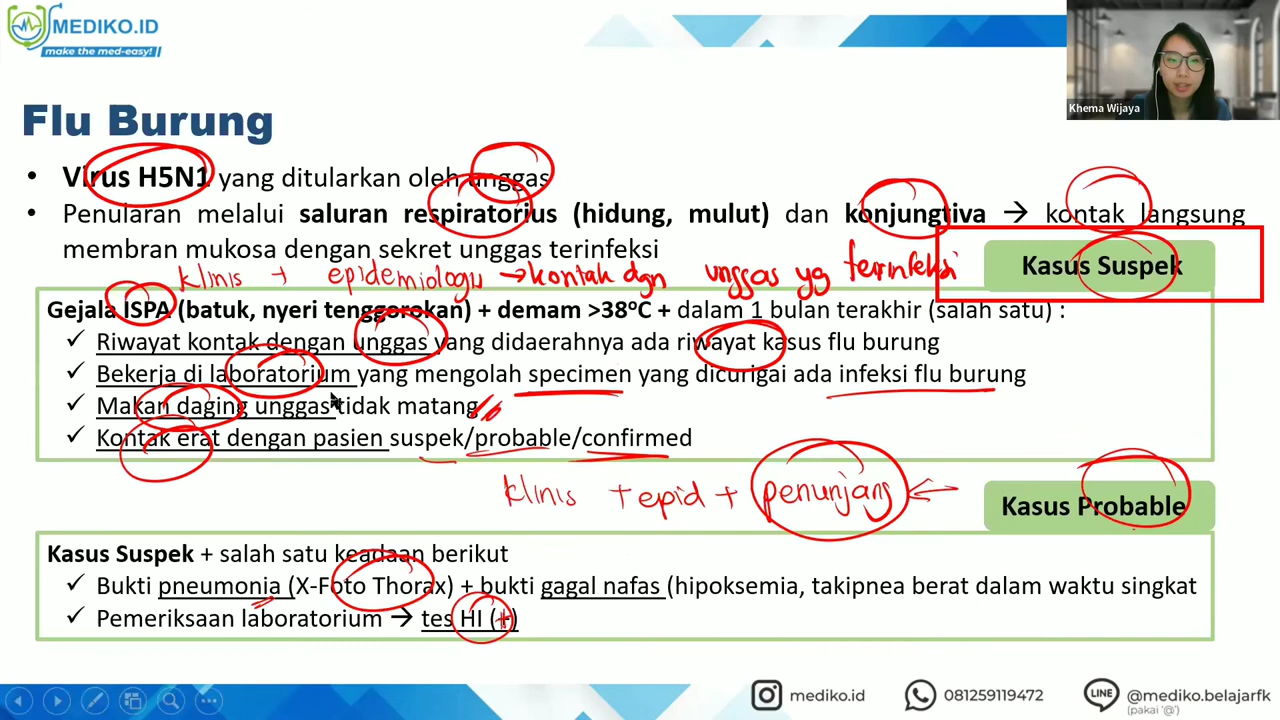 MEDIKO.ID
make the med-easy!
Khema Wijaya
Flu Burung
• Virus H5N1 yang ditularkan oleh unggas
• Penularan melalui saluran respiratorius (hidung, mulut) dan konjungtiva → kontak langsung
membran mukosa dengan sekret unggas terinfeksi
Kasus Suspek
klinis + epidemiologi → kontak dgn unggas yg terinfeksi
Gejala ISPA (batuk, nyeri tenggorokan) + demam >38°C + dalam 1 bulan terakhir (salah satu) :
✓ Riwayat kontak dengan unggas yang didaerahnya ada riwayat kasus flu burung
✓ Bekerja di laboratorium yang mengolah specimen yang dicurigai ada infeksi flu burung
✓ Makan daging unggas tidak matang
✓ Kontak erat dengan pasien suspek/probable/confirmed
klinis + epid + penunjang ←
Kasus Probable
Kasus Suspek + salah satu keadaan berikut
✓ Bukti pneumonia (X-Foto Thorax) + bukti gagal nafas (hipoksemia, takipnea berat dalam waktu singkat
✓ Pemeriksaan laboratorium → tes HI (+)
mediko.id
081259119472
LINE
@mediko.belajarfk
(pakai '@')